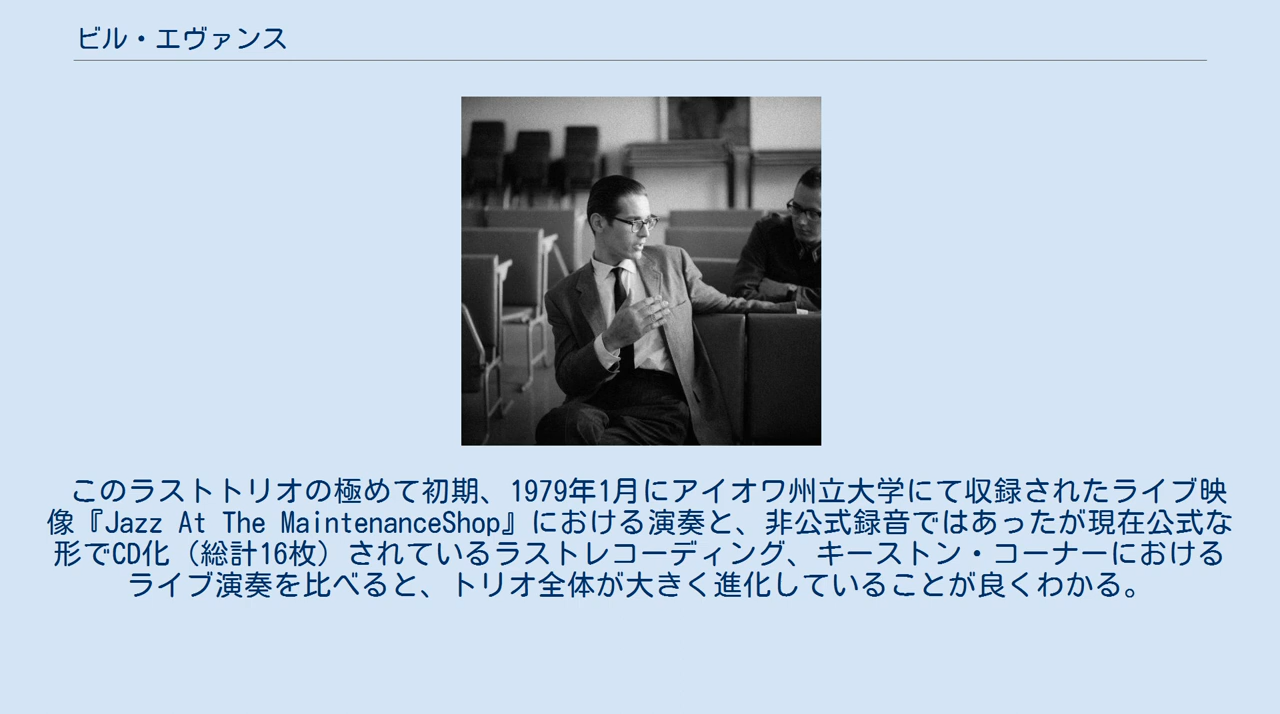 ビル・エヴァンス
このラストトリオの極めて初期、1979年1月にアイオワ州立大学にて収録されたライブ映
像『Jazz At The MaintenanceShop』における演奏と、非公式録音ではあったが現在公式な
形でCD化（総計16枚）されているラストレコーディング、キーストン・コーナーにおける
ライブ演奏を比べると、トリオ全体が大きく進化していることが良くわかる。